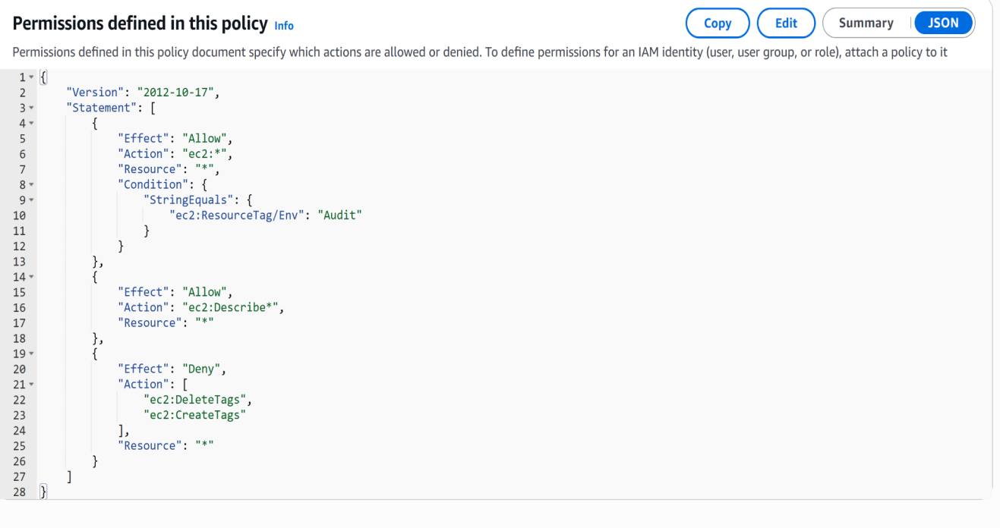 Permissions defined in this policy Info
Copy
Edit
Summary
JSON
Permissions defined in this policy document specify which actions are allowed or denied. To define permissions for an IAM identity (user, user group, or role), attach a policy to it
1 {
2     "Version": "2012-10-17",
3     "Statement": [
4         {
5             "Effect": "Allow",
6             "Action": "ec2:*",
7             "Resource": "*",
8             "Condition": {
9                 "StringEquals": {
10                     "ec2:ResourceTag/Env": "Audit"
11                 }
12             }
13         },
14         {
15             "Effect": "Allow",
16             "Action": "ec2:Describe*",
17             "Resource": "*"
18         },
19         {
20             "Effect": "Deny",
21             "Action": [
22                 "ec2:DeleteTags",
23                 "ec2:CreateTags"
24             ],
25             "Resource": "*"
26         }
27     ]
28 }